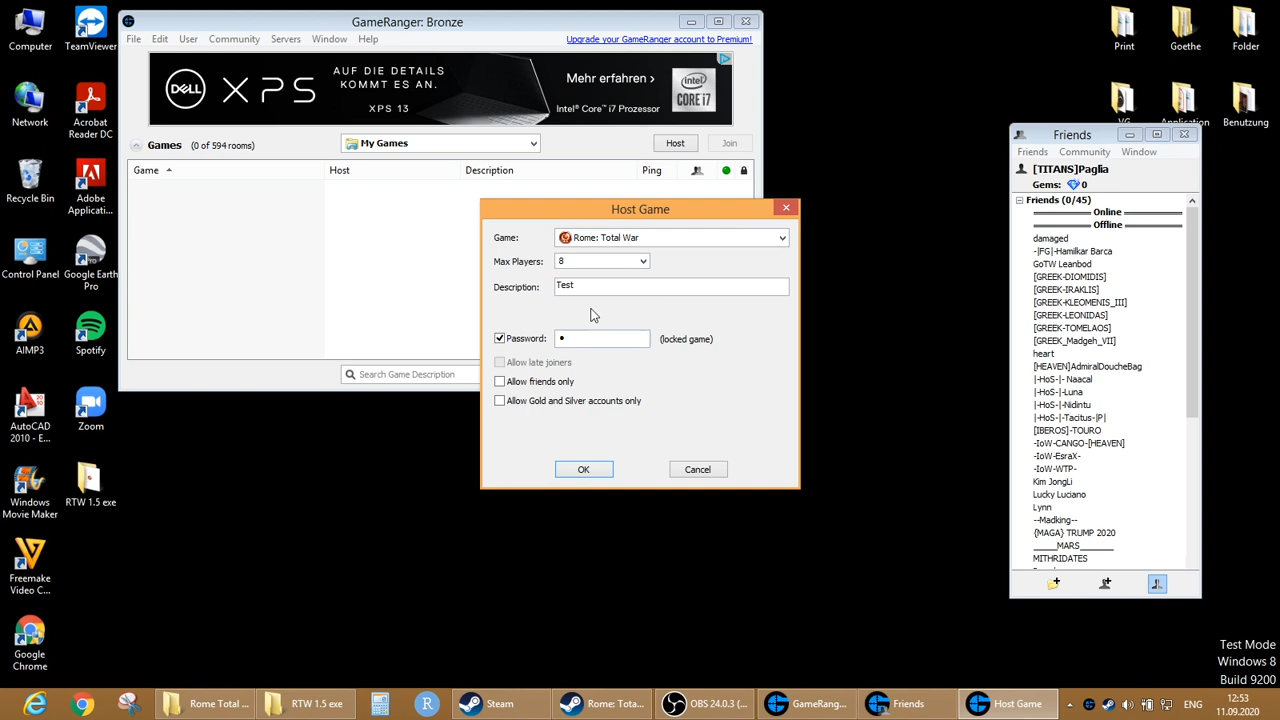 Computer
TeamViewer
Network
Acrobat
Reader DC
Recycle Bin
Adobe
Applicati...
Control Panel
Google Earth
Pro
AIMP3
Spotify
AutoCAD
2010 - E...
Zoom
Windows
Movie Maker
RTW 1.5 exe
Freemake
Video C...
Google
Chrome
GameRanger: Bronze
File Edit User Community Servers Window Help
Upgrade your GameRanger account to Premium!
DELL XPS
AUF DIE DETAILS
KOMMT ES AN.
XPS 13
Mehr erfahren >
Intel® Core™ i7 Prozessor
intel
CORE i7
Games (0 of 594 rooms)
My Games
Host
Join
Game Host Description Ping
Search Game Description
Host Game
Game: Rome: Total War
Max Players: 8
Description: Test
Password: • (locked game)
Allow late joiners
Allow friends only
Allow Gold and Silver accounts only
OK
Cancel
Print
Goethe
Folder
Application
Benutzung
Friends
Friends Community Window
[TITANS]Paglia
Gems: 0
Friends (0/45)
Online
Offline
damaged
-|FG|-Hamilkar Barca
GoTW Leanbod
[GREEK-DIOMIDIS]
[GREEK-IRAKLIS]
[GREEK-KLEOMENIS_III]
[GREEK-LEONIDAS]
[GREEK-TOMELAOS]
[GREEK_Madgeh_VII]
heart
[HEAVEN]AdmiralDoucheBag
|-HoS-|- Naacal
|-HoS-|-Luna
|-HoS-|-Nidintu
|-HoS-|-Tacitus-|P|
[IBEROS]-TOURO
-IoW-CANGO-[HEAVEN]
-IoW-EsraX-
-IoW-WTP-
Kim JongLi
Lucky Luciano
Lynn
--Madking--
{MAGA} TRUMP 2020
_____MARS______
MITHRIDATES
Test Mode
Windows 8
Build 9200
Rome Total ...
RTW 1.5 exe
Steam
Rome: Tota...
OBS 24.0.3 (...
GameRang...
Friends
Host Game
ENG
12:53
11.09.2020